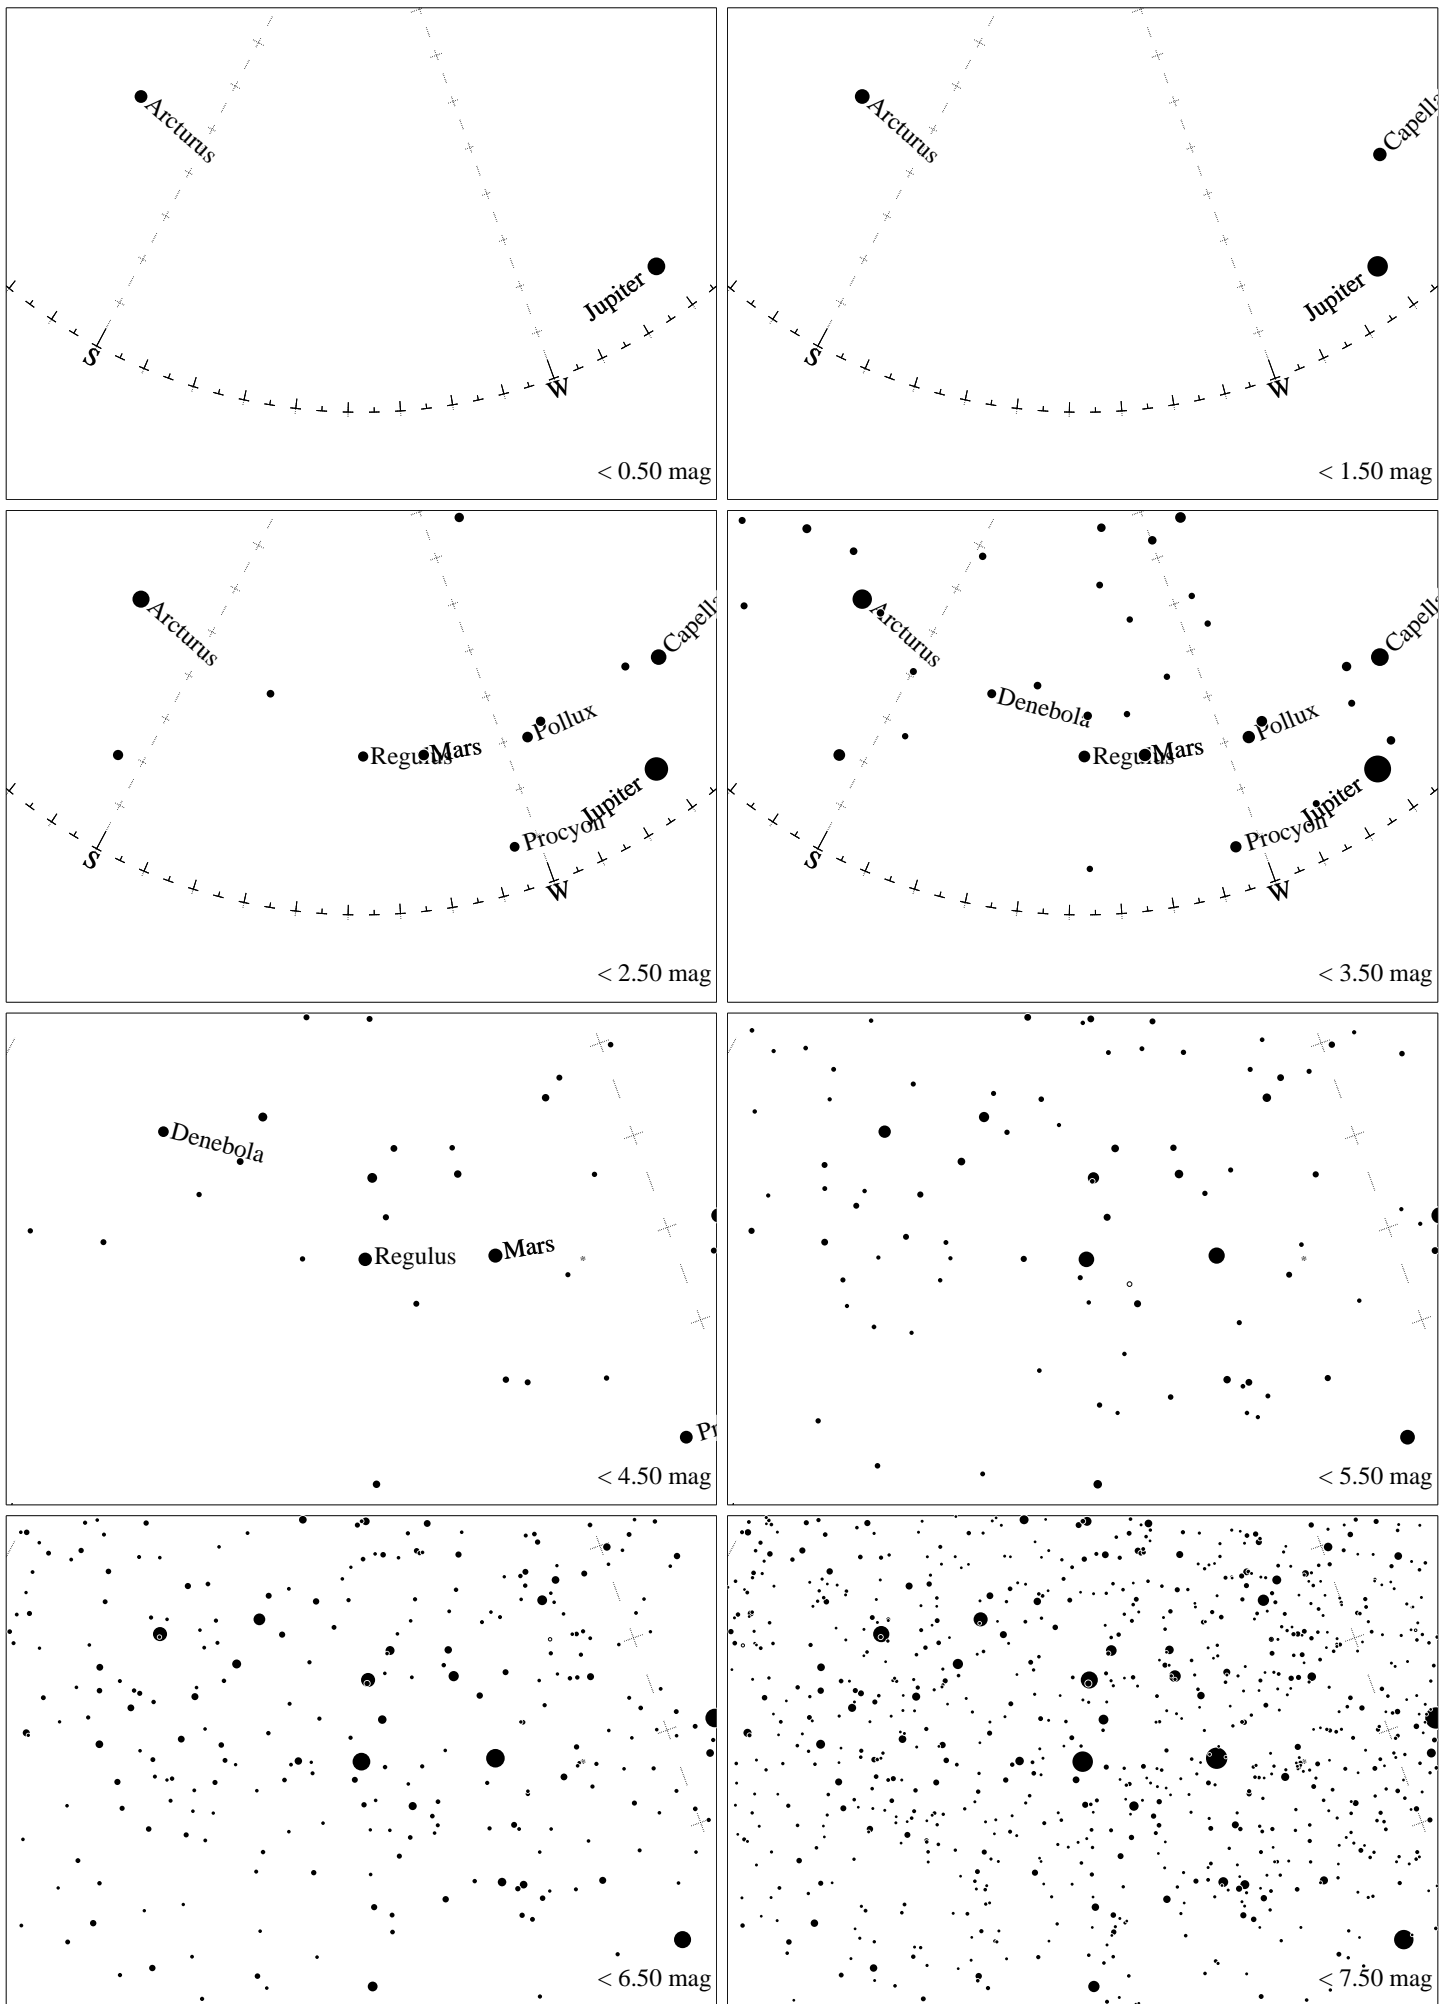 Arcturus
Jupiter
S
W
< 0.50 mag
Arcturus
Capella
Jupiter
S
W
< 1.50 mag
Arcturus
Capella
Pollux
Regulus
Mars
Jupiter
Procyon
S
W
< 2.50 mag
Arcturus
Capella
Denebola
Pollux
Regulus
Mars
Jupiter
Procyon
S
W
< 3.50 mag
Denebola
Regulus
Mars
Pr
< 4.50 mag
< 5.50 mag
< 6.50 mag
< 7.50 mag